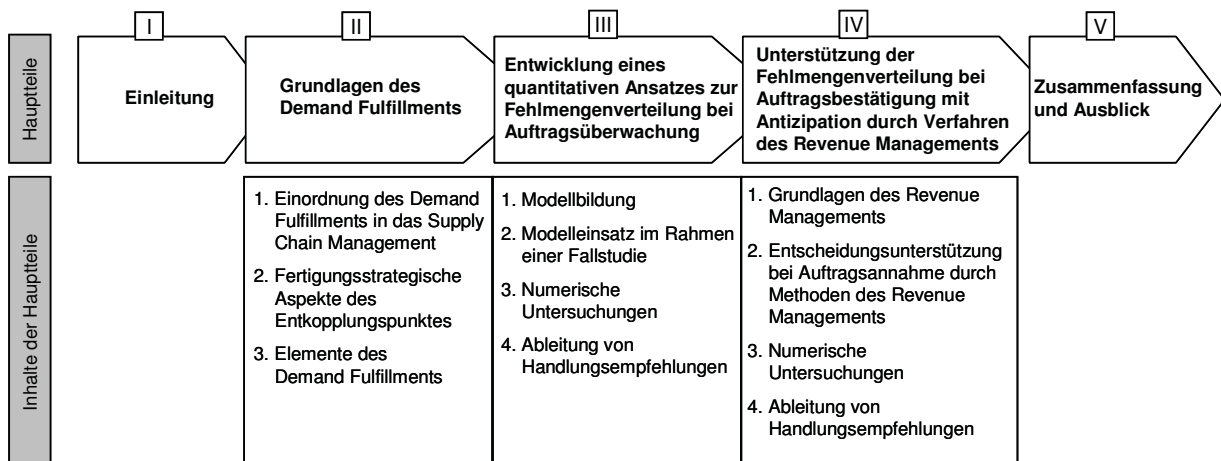 I
II
III
IV
V
Hauptteile
Einleitung
Grundlagen des
Demand Fulfillments
Entwicklung eines
quantitativen Ansatzes zur
Fehlmengenverteilung bei
Auftragsüberwachung
Unterstützung der
Fehlmengenverteilung bei
Auftragsbestätigung mit
Antizipation durch Verfahren
des Revenue Managements
Zusammenfassung
und Ausblick
Inhalte der Hauptteile
1. Einordnung des Demand
Fulfillments in das Supply
Chain Management
2. Fertigungsstrategische
Aspekte des
Entkopplungspunktes
3. Elemente des
Demand Fulfillments
1. Modellbildung
2. Modelleinsatz im Rahmen
einer Fallstudie
3. Numerische
Untersuchungen
4. Ableitung von
Handlungsempfehlungen
1. Grundlagen des Revenue
Managements
2. Entscheidungsunterstützung
bei Auftragsannahme durch
Methoden des Revenue
Managements
3. Numerische
Untersuchungen
4. Ableitung von
Handlungsempfehlungen